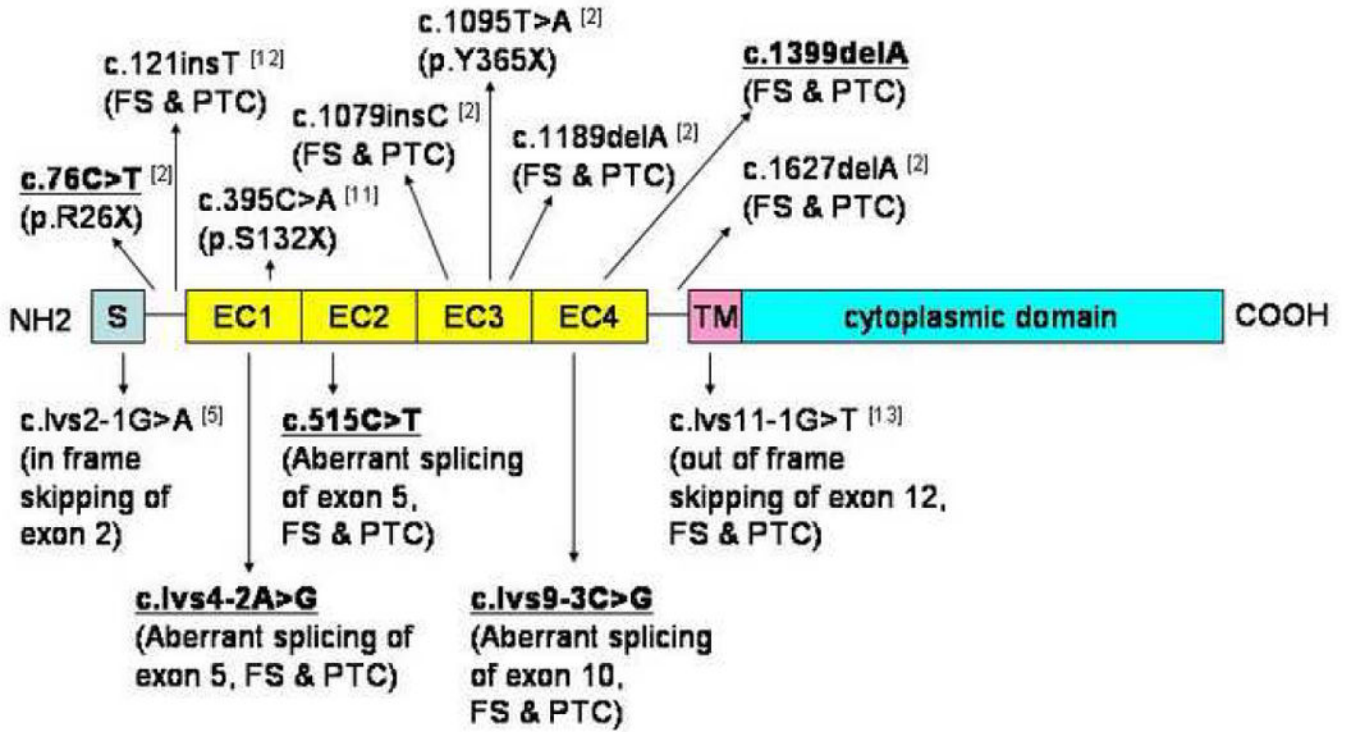 c.1095T>A [2]
(p.Y365X)
c.121insT [12]
(FS & PTC)
c.1399delA
(FS & PTC)
c.1079insC [2]
(FS & PTC)
c.1189delA [2]
(FS & PTC)
c.76C>T [2]
(p.R26X)
c.395C>A [11]
(p.S132X)
c.1627delA [2]
(FS & PTC)
NH2 S EC1 EC2 EC3 EC4 TM cytoplasmic domain COOH
c.Ivs2-1G>A [5]
(in frame
skipping of
exon 2)
c.515C>T
(Aberrant splicing
of exon 5,
FS & PTC)
c.Ivs11-1G>T [13]
(out of frame
skipping of exon 12,
FS & PTC)
c.Ivs4-2A>G
(Aberrant splicing of
exon 5, FS & PTC)
c.Ivs9-3C>G
(Aberrant splicing
of exon 10,
FS & PTC)